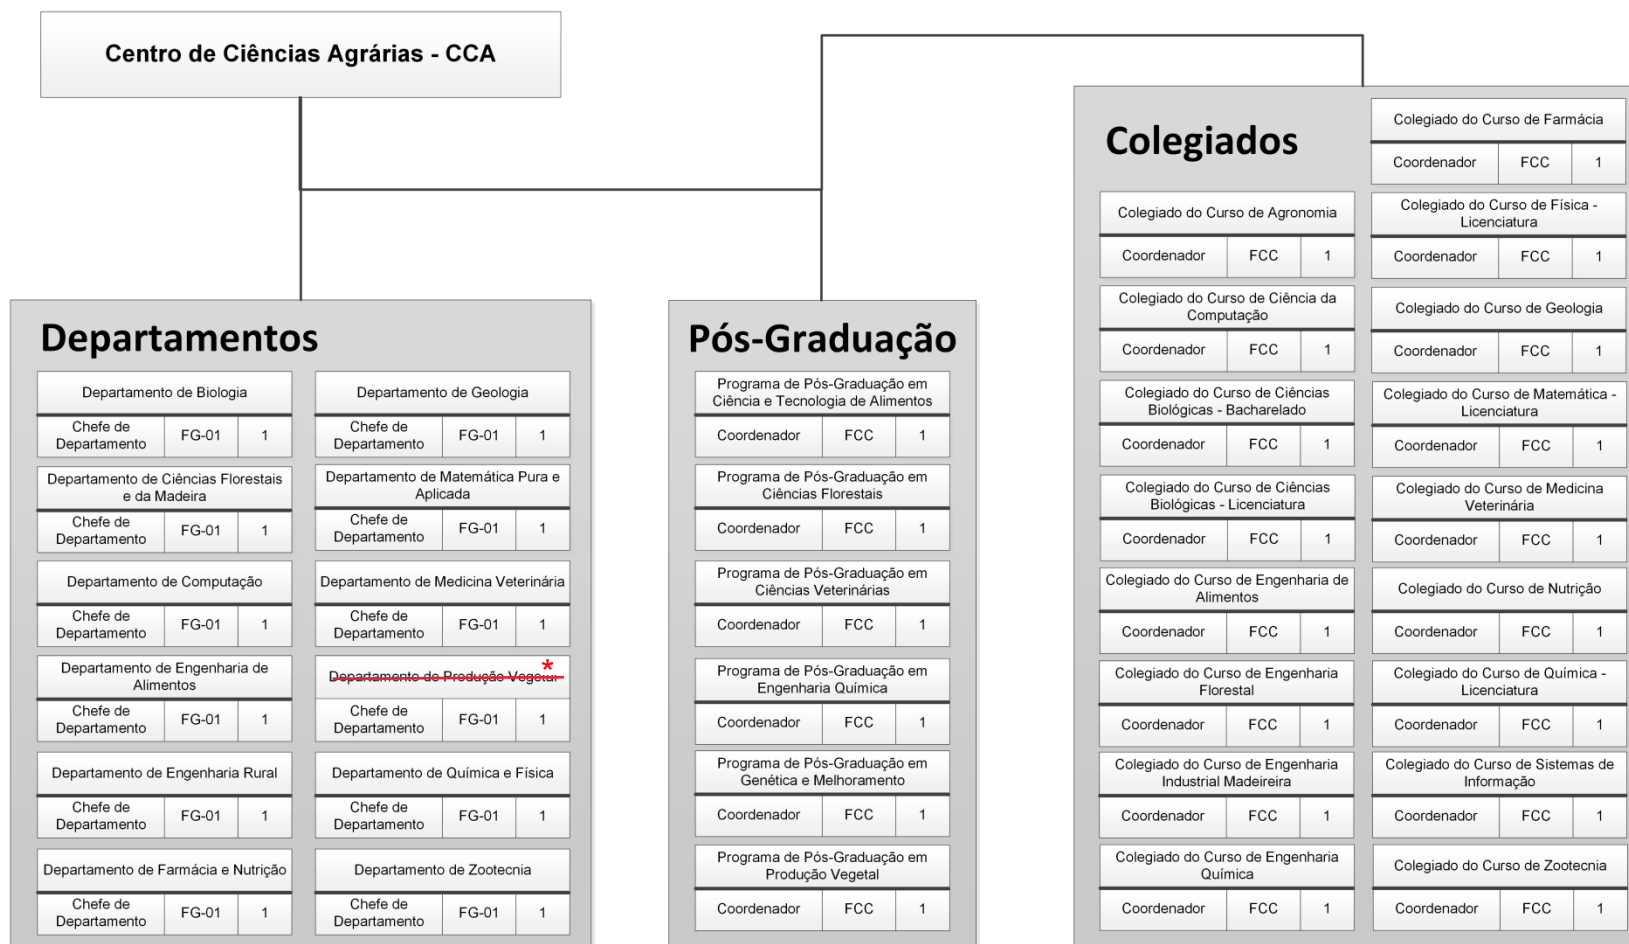 Centro de Ciências Agrárias - CCA
Departamentos
Departamento de Biologia
Chefe de
Departamento
FG-01
1
Departamento de Ciências Florestais
e da Madeira
Chefe de
Departamento
FG-01
1
Departamento de Computação
Chefe de
Departamento
FG-01
1
Departamento de Engenharia de
Alimentos
Chefe de
Departamento
FG-01
1
Departamento de Engenharia Rural
Chefe de
Departamento
FG-01
1
Departamento de Farmácia e Nutrição
Chefe de
Departamento
FG-01
1
Departamento de Geologia
Chefe de
Departamento
FG-01
1
Departamento de Matemática Pura e
Aplicada
Chefe de
Departamento
FG-01
1
Departamento de Medicina Veterinária
Chefe de
Departamento
FG-01
1
Departamento de Produção Vegetal *
Chefe de
Departamento
FG-01
1
Departamento de Química e Física
Chefe de
Departamento
FG-01
1
Departamento de Zootecnia
Chefe de
Departamento
FG-01
1
Pós-Graduação
Programa de Pós-Graduação em
Ciência e Tecnologia de Alimentos
Coordenador
FCC
1
Programa de Pós-Graduação em
Ciências Florestais
Coordenador
FCC
1
Programa de Pós-Graduação em
Ciências Veterinárias
Coordenador
FCC
1
Programa de Pós-Graduação em
Engenharia Química
Coordenador
FCC
1
Programa de Pós-Graduação em
Genética e Melhoramento
Coordenador
FCC
1
Programa de Pós-Graduação em
Produção Vegetal
Coordenador
FCC
1
Colegiados
Colegiado do Curso de Agronomia
Coordenador
FCC
1
Colegiado do Curso de Ciência da
Computação
Coordenador
FCC
1
Colegiado do Curso de Ciências
Biológicas - Bacharelado
Coordenador
FCC
1
Colegiado do Curso de Ciências
Biológicas - Licenciatura
Coordenador
FCC
1
Colegiado do Curso de Engenharia de
Alimentos
Coordenador
FCC
1
Colegiado do Curso de Engenharia
Florestal
Coordenador
FCC
1
Colegiado do Curso de Engenharia
Industrial Madeireira
Coordenador
FCC
1
Colegiado do Curso de Engenharia
Química
Coordenador
FCC
1
Colegiado do Curso de Farmácia
Coordenador
FCC
1
Colegiado do Curso de Física -
Licenciatura
Coordenador
FCC
1
Colegiado do Curso de Geologia
Coordenador
FCC
1
Colegiado do Curso de Matemática -
Licenciatura
Coordenador
FCC
1
Colegiado do Curso de Medicina
Veterinária
Coordenador
FCC
1
Colegiado do Curso de Nutrição
Coordenador
FCC
1
Colegiado do Curso de Química -
Licenciatura
Coordenador
FCC
1
Colegiado do Curso de Sistemas de
Informação
Coordenador
FCC
1
Colegiado do Curso de Zootecnia
Coordenador
FCC
1